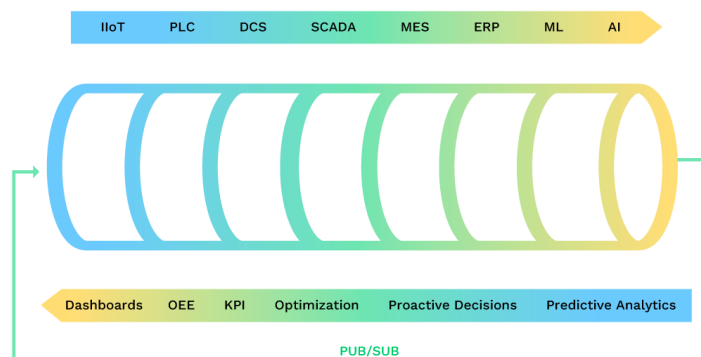 IIoT PLC DCS SCADA MES ERP ML AI
Dashboards OEE KPI Optimization Proactive Decisions Predictive Analytics
PUB/SUB